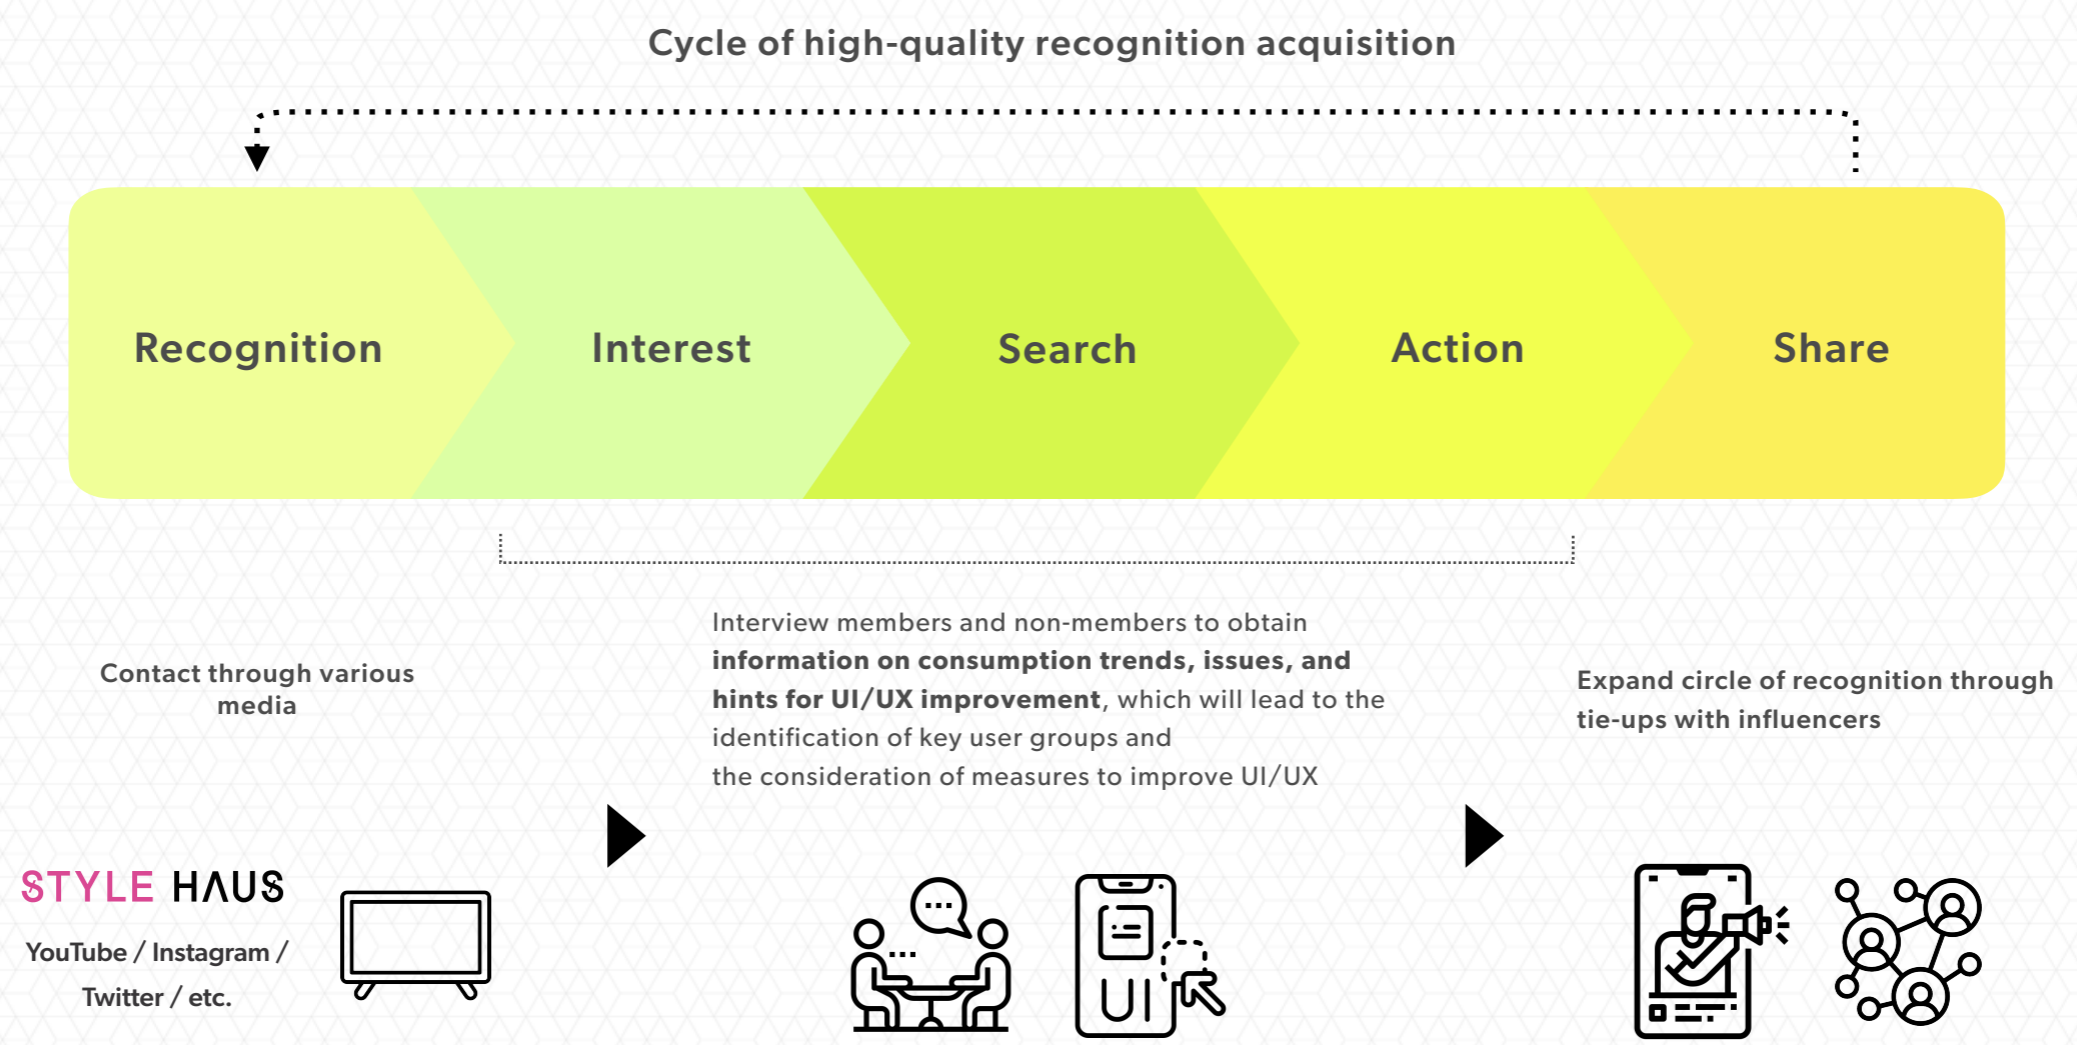 Cycle of high-quality recognition acquisition
Recognition
Interest
Search
Action
Share
Contact through various
media
Interview members and non-members to obtain
information on consumption trends, issues, and
hints for UI/UX improvement, which will lead to the
identification of key user groups and
the consideration of measures to improve UI/UX
Expand circle of recognition through
tie-ups with influencers
STYLE HAUS
YouTube / Instagram /
Twitter / etc.
UI